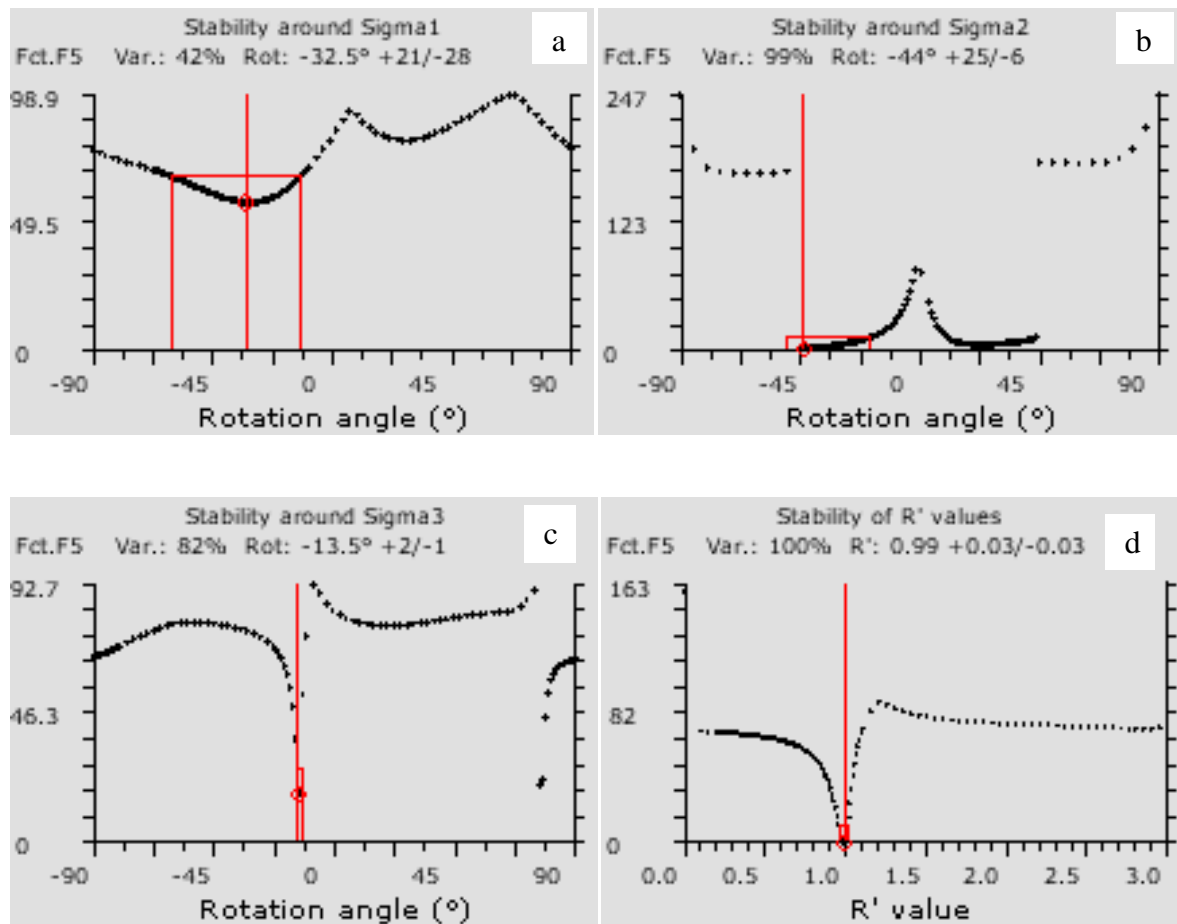 Stability around Sigma1
a
Fct.F5 Var.: 42% Rot: -32.5° +21/-28
98.9
49.5
0
-90 -45 0 45 90
Rotation angle (°)
Stability around Sigma2
b
Fct.F5 Var.: 99% Rot: -44° +25/-6
247
123
0
-90 -45 0 45 90
Rotation angle (°)
Stability around Sigma3
c
Fct.F5 Var.: 82% Rot: -13.5° +2/-1
92.7
46.3
0
-90 -45 0 45 90
Rotation angle (°)
Stability of R' values
d
Fct.F5 Var.: 100% R': 0.99 +0.03/-0.03
163
82
0
0.0 0.5 1.0 1.5 2.0 2.5 3.0
R' value